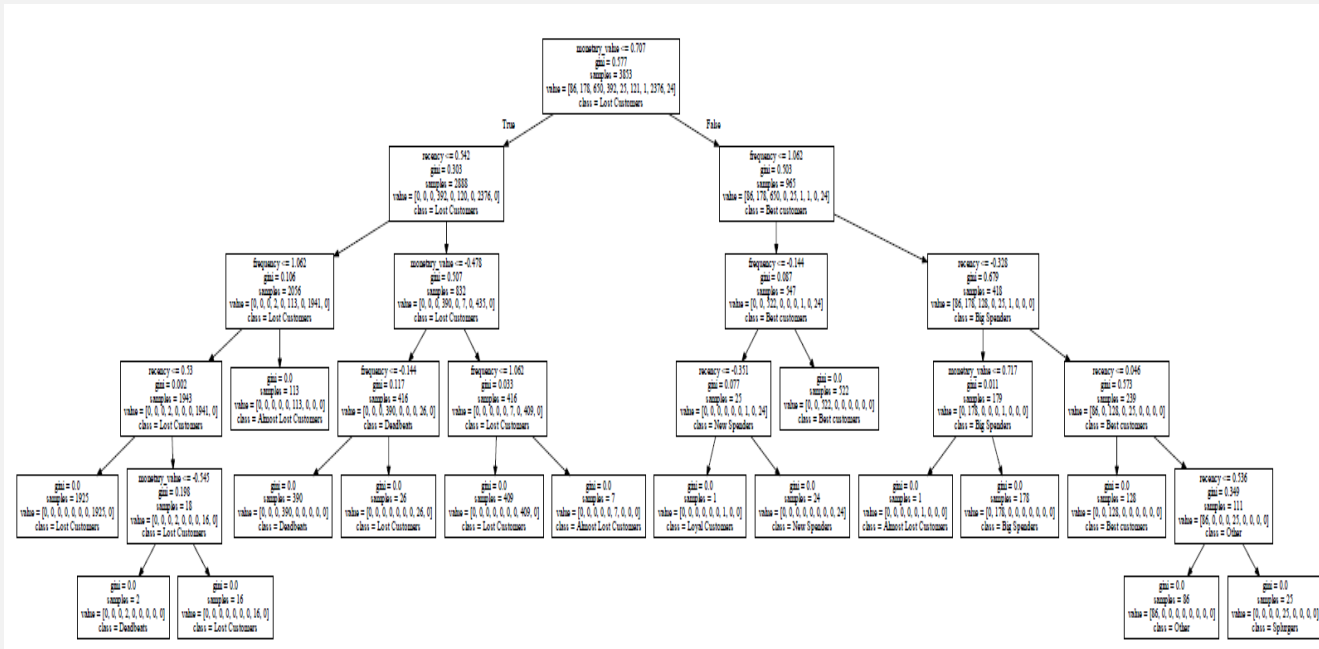 monetary_value <= 0.707
gini = 0.577
samples = 3853
value = [86, 178, 650, 392, 25, 121, 1, 2376, 24]
class = Lost Customers
True
False
recency <= 0.542
gini = 0.303
samples = 2888
value = [0, 0, 0, 392, 0, 120, 0, 2376, 0]
class = Lost Customers
frequency <= 1.062
gini = 0.503
samples = 965
value = [86, 178, 650, 0, 25, 1, 1, 0, 24]
class = Best customers
frequency <= 1.062
gini = 0.106
samples = 2056
value = [0, 0, 0, 2, 0, 113, 0, 1941, 0]
class = Lost Customers
monetary_value <= -0.478
gini = 0.507
samples = 832
value = [0, 0, 0, 390, 0, 7, 0, 435, 0]
class = Lost Customers
frequency <= -0.144
gini = 0.087
samples = 547
value = [0, 0, 522, 0, 0, 0, 1, 0, 24]
class = Best customers
recency <= -0.328
gini = 0.679
samples = 418
value = [86, 178, 128, 0, 25, 1, 0, 0, 0]
class = Big Spenders
recency <= 0.53
gini = 0.002
samples = 1943
value = [0, 0, 0, 2, 0, 0, 0, 1941, 0]
class = Lost Customers
gini = 0.0
samples = 113
value = [0, 0, 0, 0, 0, 113, 0, 0, 0]
class = Almost Lost Customers
frequency <= -0.144
gini = 0.117
samples = 416
value = [0, 0, 0, 390, 0, 0, 0, 26, 0]
class = Deadbeats
frequency <= 1.062
gini = 0.033
samples = 416
value = [0, 0, 0, 0, 0, 7, 0, 409, 0]
class = Lost Customers
recency <= -0.351
gini = 0.077
samples = 25
value = [0, 0, 0, 0, 0, 0, 1, 0, 24]
class = New Spenders
gini = 0.0
samples = 522
value = [0, 0, 522, 0, 0, 0, 0, 0, 0]
class = Best customers
monetary_value <= 0.717
gini = 0.011
samples = 179
value = [0, 178, 0, 0, 0, 1, 0, 0, 0]
class = Big Spenders
recency <= 0.046
gini = 0.573
samples = 239
value = [86, 0, 128, 0, 25, 0, 0, 0, 0]
class = Best customers
gini = 0.0
samples = 1925
value = [0, 0, 0, 0, 0, 0, 0, 1925, 0]
class = Lost Customers
monetary_value <= -0.545
gini = 0.198
samples = 18
value = [0, 0, 0, 2, 0, 0, 0, 16, 0]
class = Lost Customers
gini = 0.0
samples = 390
value = [0, 0, 0, 390, 0, 0, 0, 0, 0]
class = Deadbeats
gini = 0.0
samples = 26
value = [0, 0, 0, 0, 0, 0, 0, 26, 0]
class = Lost Customers
gini = 0.0
samples = 409
value = [0, 0, 0, 0, 0, 0, 0, 409, 0]
class = Lost Customers
gini = 0.0
samples = 7
value = [0, 0, 0, 0, 0, 7, 0, 0, 0]
class = Almost Lost Customers
gini = 0.0
samples = 1
value = [0, 0, 0, 0, 0, 0, 1, 0, 0]
class = Loyal Customers
gini = 0.0
samples = 24
value = [0, 0, 0, 0, 0, 0, 0, 0, 24]
class = New Spenders
gini = 0.0
samples = 1
value = [0, 0, 0, 0, 0, 1, 0, 0, 0]
class = Almost Lost Customers
gini = 0.0
samples = 178
value = [0, 178, 0, 0, 0, 0, 0, 0, 0]
class = Big Spenders
gini = 0.0
samples = 128
value = [0, 0, 128, 0, 0, 0, 0, 0, 0]
class = Best customers
recency <= 0.536
gini = 0.349
samples = 111
value = [86, 0, 0, 0, 25, 0, 0, 0, 0]
class = Other
gini = 0.0
samples = 2
value = [0, 0, 0, 2, 0, 0, 0, 0, 0]
class = Deadbeats
gini = 0.0
samples = 16
value = [0, 0, 0, 0, 0, 0, 0, 16, 0]
class = Lost Customers
gini = 0.0
samples = 86
value = [86, 0, 0, 0, 0, 0, 0, 0, 0]
class = Other
gini = 0.0
samples = 25
value = [0, 0, 0, 0, 25, 0, 0, 0, 0]
class = Splurgers